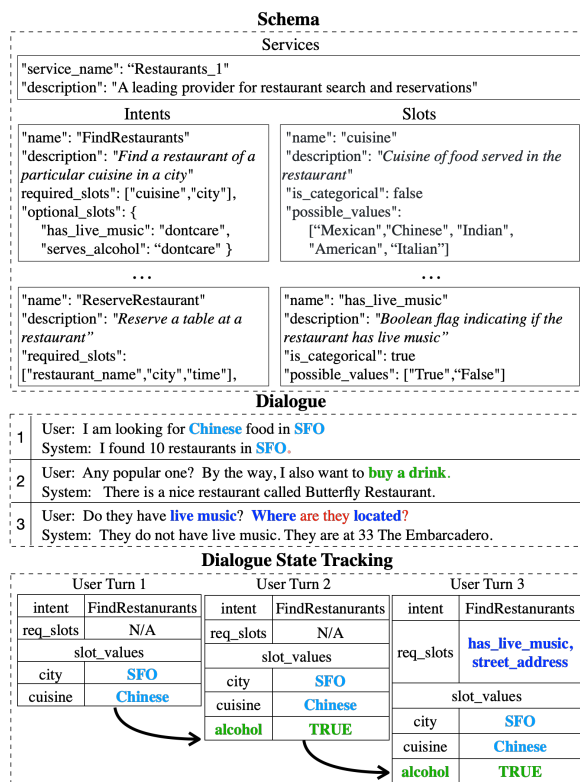 Schema
Services
"service_name": “Restaurants_1"
"description": "A leading provider for restaurant search and reservations"
Intents
"name": "FindRestaurants"
"description": "Find a restaurant of a
particular cuisine in a city"
required_slots": ["cuisine","city"],
"optional_slots": {
"has_live_music": "dontcare",
"serves_alcohol": “dontcare" }
...
"name": "ReserveRestaurant"
"description": "Reserve a table at a
restaurant”
"required_slots":
["restaurant_name","city","time"],
Slots
"name": "cuisine"
"description": "Cuisine of food served in the
restaurant"
"is_categorical": false
"possible_values":
[“Mexican","Chinese", "Indian",
"American", “Italian”]
...
"name": "has_live_music"
"description": "Boolean flag indicating if the
restaurant has live music”
"is_categorical": true
"possible_values": ["True",“False"]
Dialogue
1
User: I am looking for Chinese food in SFO
System: I found 10 restaurants in SFO.
2
User: Any popular one? By the way, I also want to buy a drink.
System: There is a nice restaurant called Butterfly Restaurant.
3
User: Do they have live music? Where are they located?
System: They do not have live music. They are at 33 The Embarcadero.
Dialogue State Tracking
User Turn 1
intent FindRestanurants
req_slots N/A
slot_values
city SFO
cuisine Chinese
User Turn 2
intent FindRestanurants
req_slots N/A
slot_values
city SFO
cuisine Chinese
alcohol TRUE
User Turn 3
intent FindRestanurants
req_slots has_live_music,
street_address
slot_values
city SFO
cuisine Chinese
alcohol TRUE